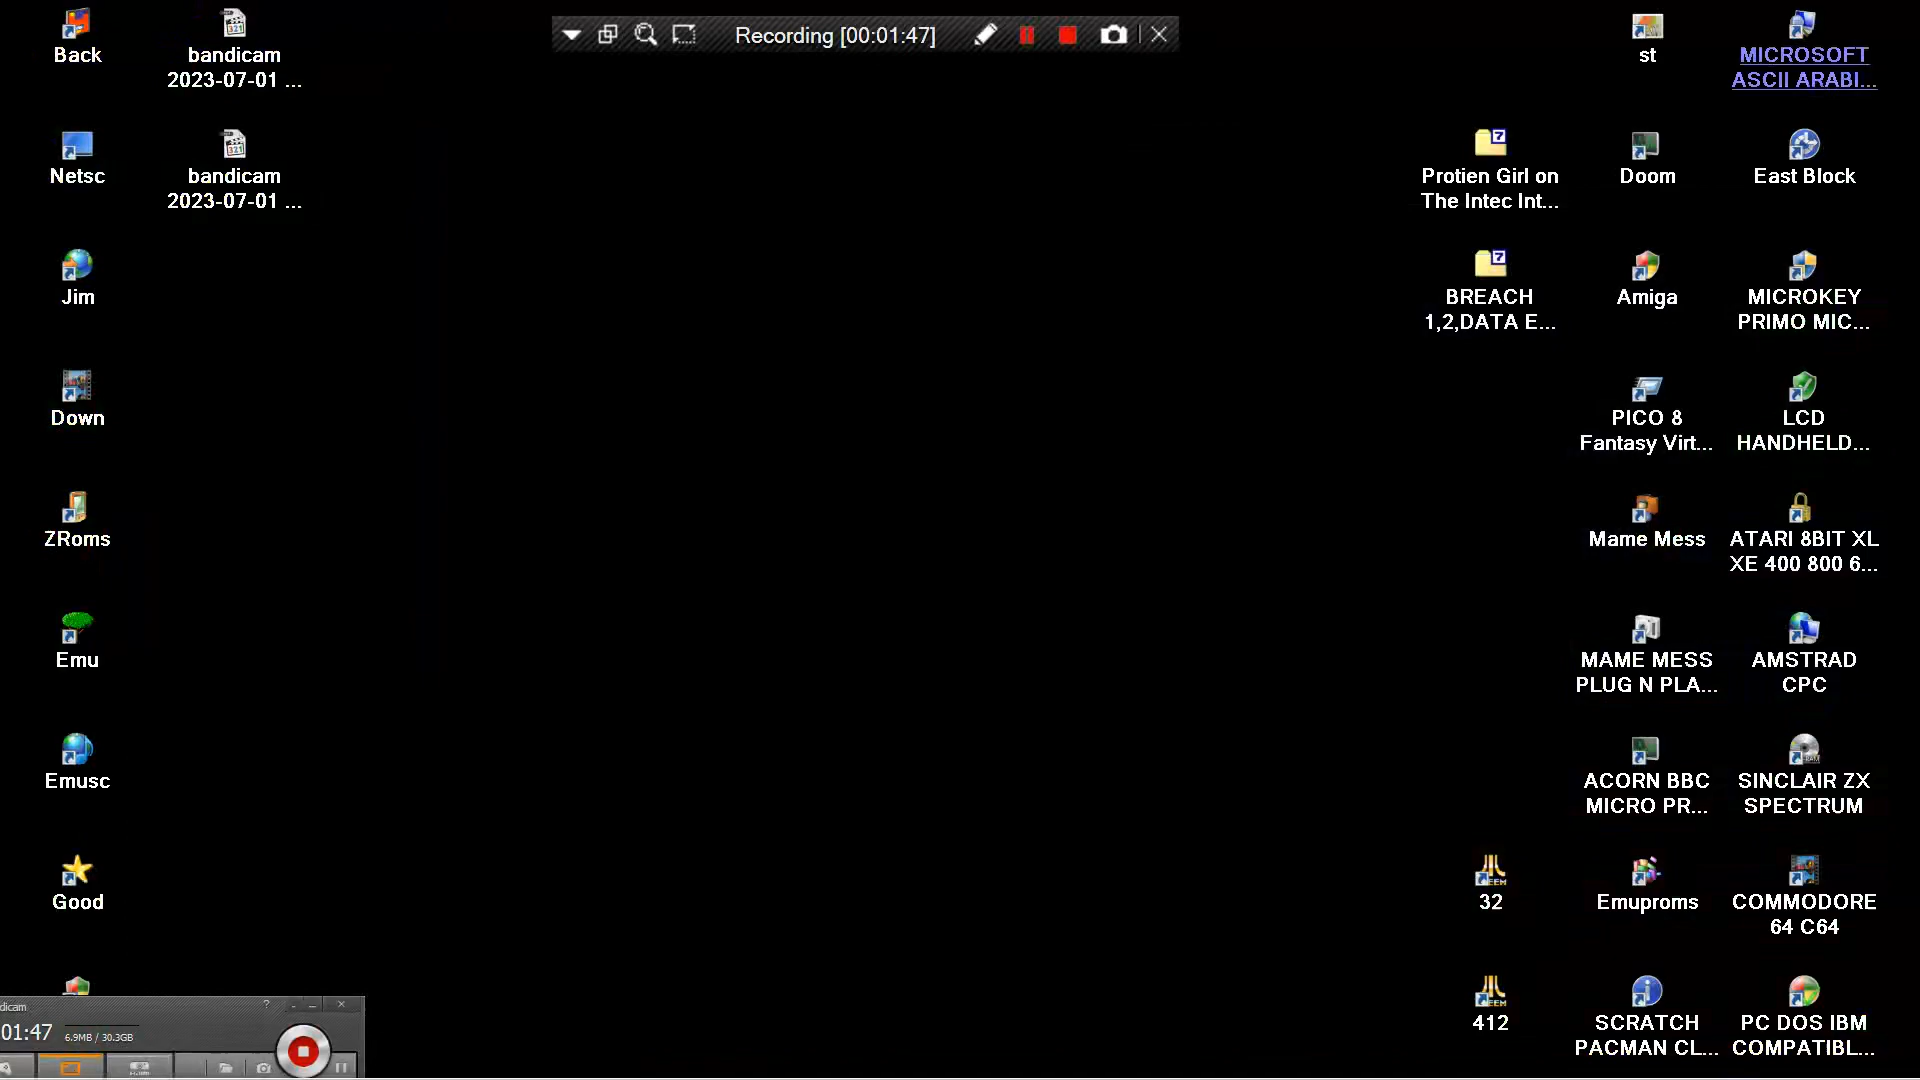 Recording [00:01:47]
Back
bandicam
2023-07-01 ...
st
MICROSOFT
ASCII ARABI...
Netsc
bandicam
2023-07-01 ...
Protien Girl on
The Intec Int...
Doom
East Block
Jim
BREACH
1,2,DATA E...
Amiga
MICROKEY
PRIMO MIC...
Down
PICO 8
Fantasy Virt...
LCD
HANDHELD...
ZRoms
Mame Mess
ATARI 8BIT XL
XE 400 800 6...
Emu
MAME MESS
PLUG N PLA...
AMSTRAD
CPC
Emusc
ACORN BBC
MICRO PR...
SINCLAIR ZX
SPECTRUM
Good
32
Emuproms
COMMODORE
64 C64
412
SCRATCH
PACMAN CL...
PC DOS IBM
COMPATIBL...
dicam
01:47
6.9MB / 30.3GB